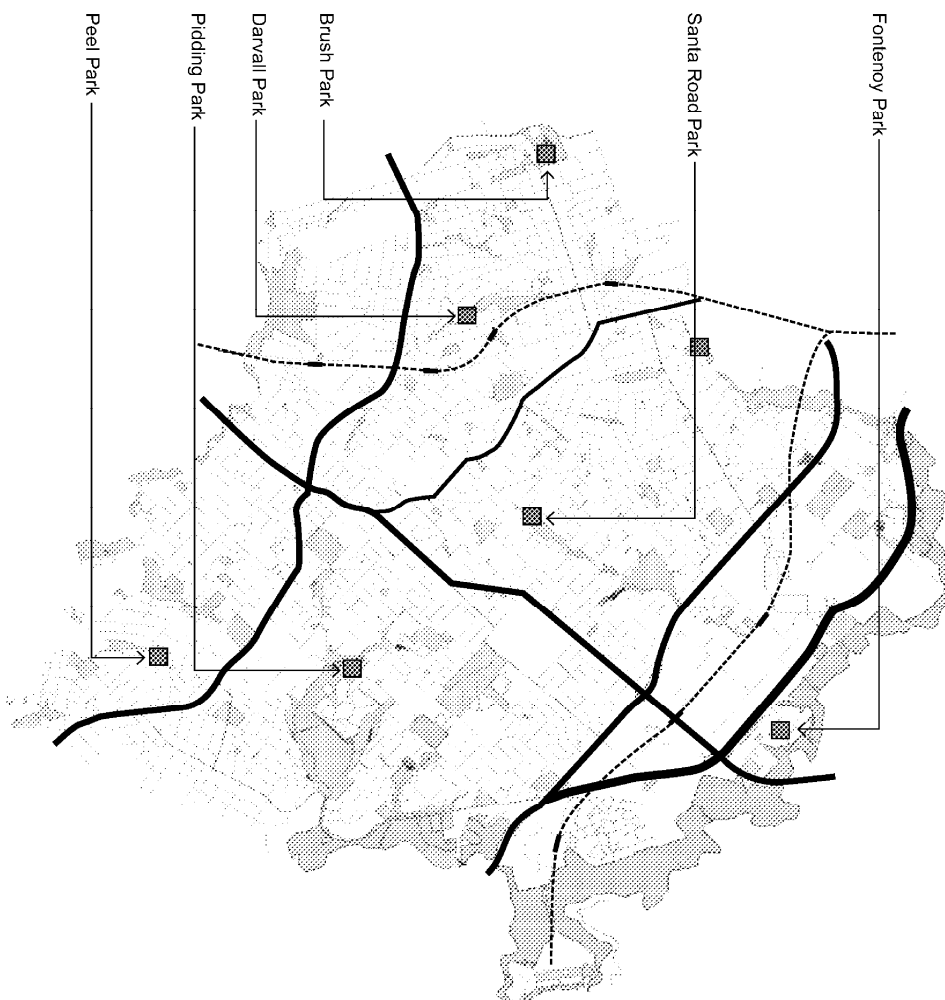 Fontenoy Park
Santa Road Park
Brush Park
Darvall Park
Pidding Park
Peel Park